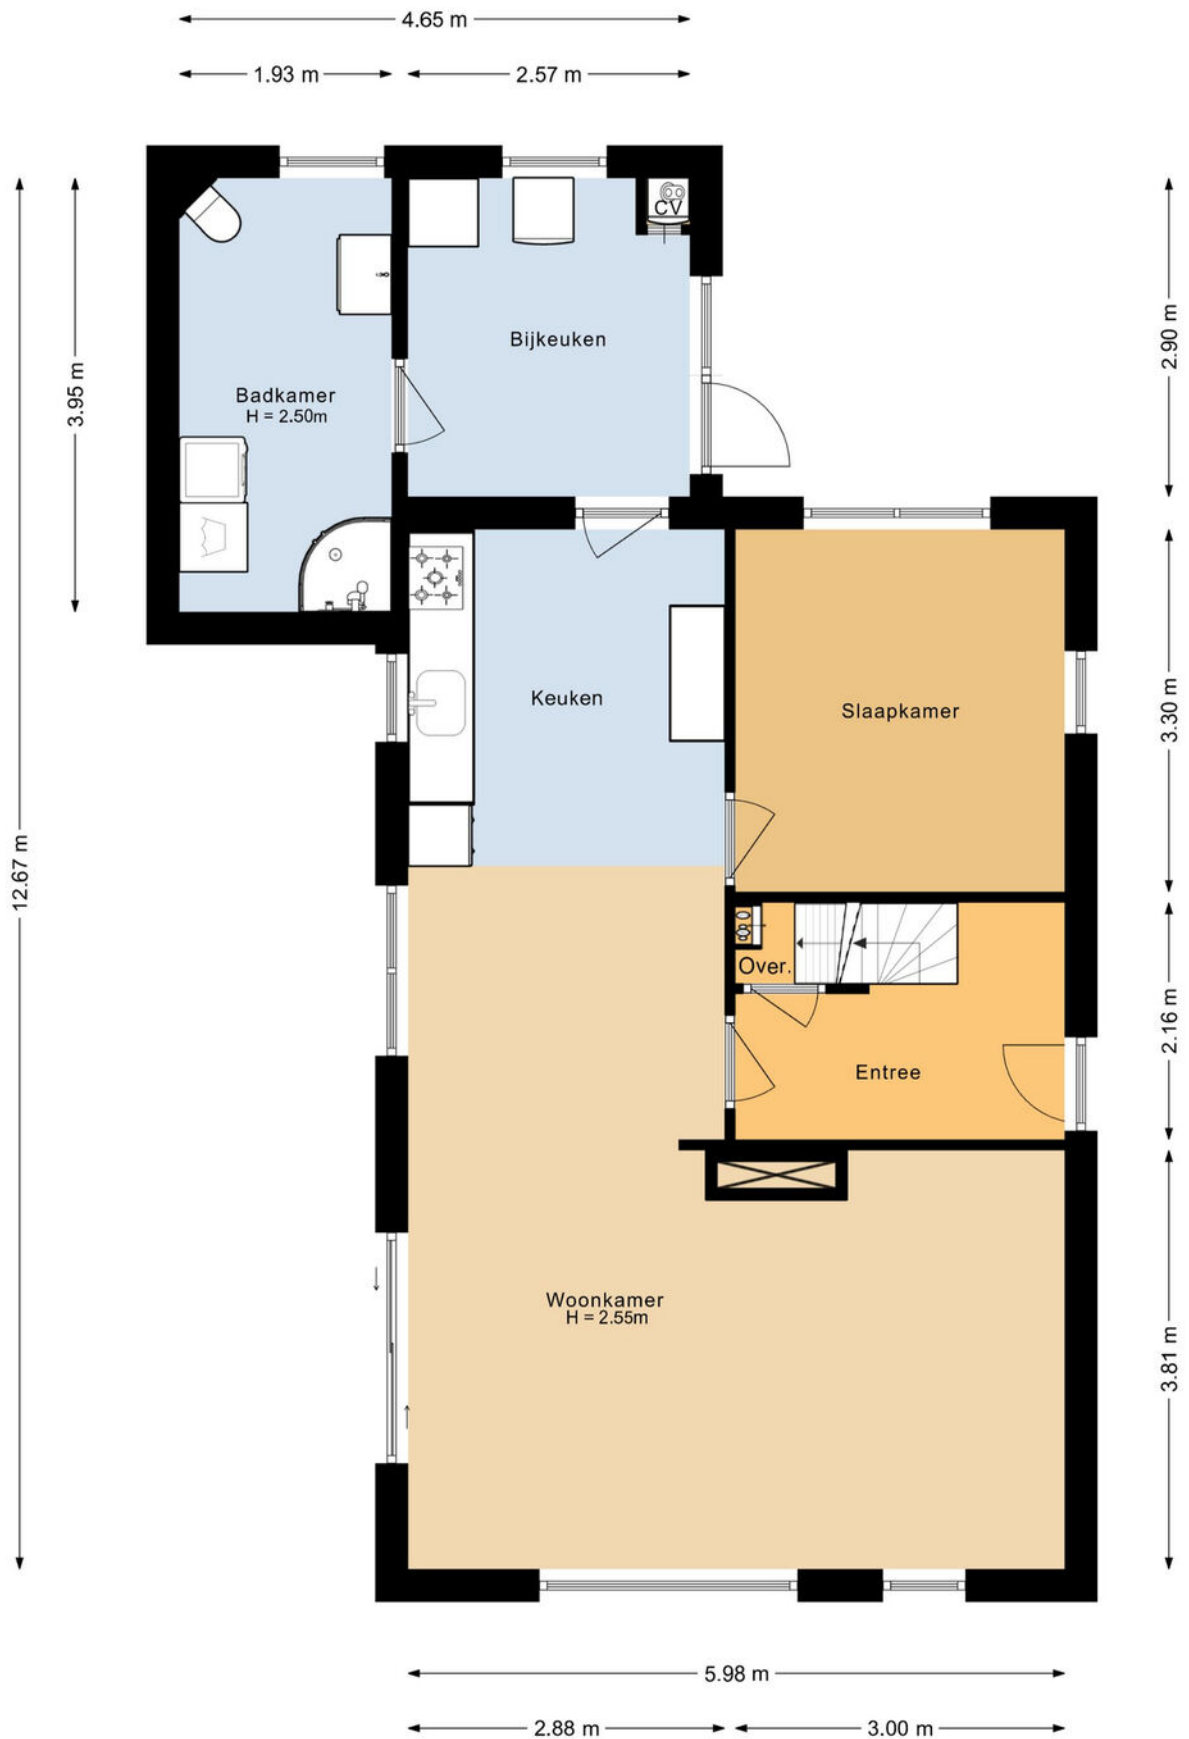 4.65 m
1.93 m
2.57 m
CV
Bijkeuken
2.90 m
3.95 m
Badkamer
H = 2.50m
Keuken
Slaapkamer
3.30 m
12.67 m
Over.
2.16 m
Entree
Woonkamer
H = 2.55m
3.81 m
5.98 m
2.88 m
3.00 m